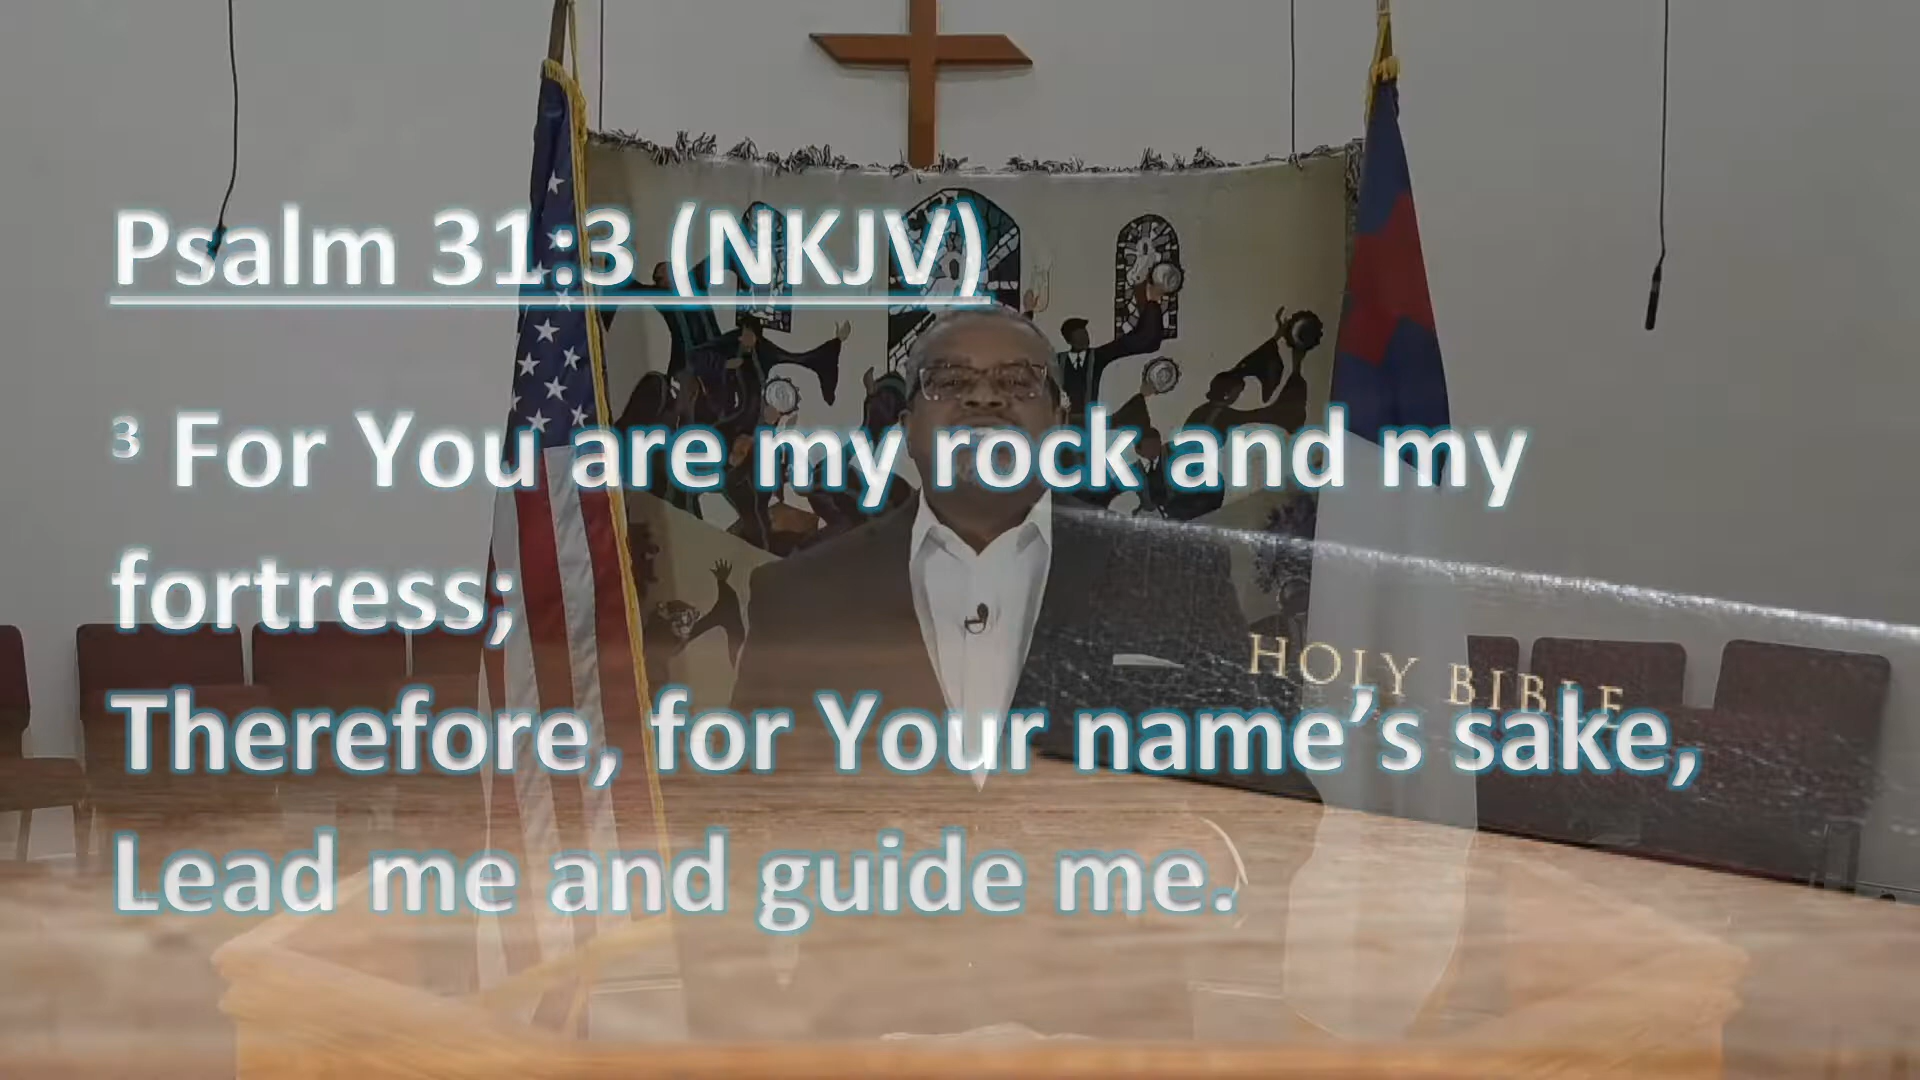 Psalm 31:3 (NKJV)
3 For You are my rock and my
fortress;
HOLY BIBLE
Therefore, for Your name’s sake,
Lead me and guide me.